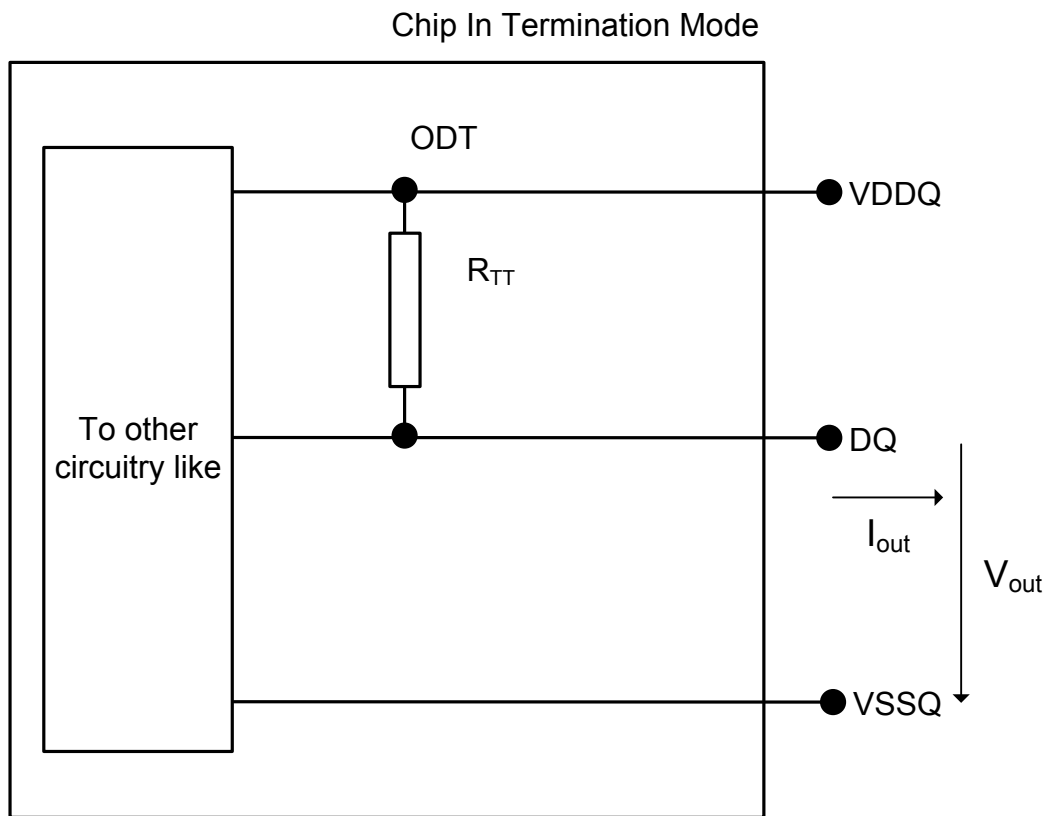 Chip In Termination Mode
ODT
VDDQ
RTT
To other
circuitry like
DQ
Iout
Vout
VSSQ